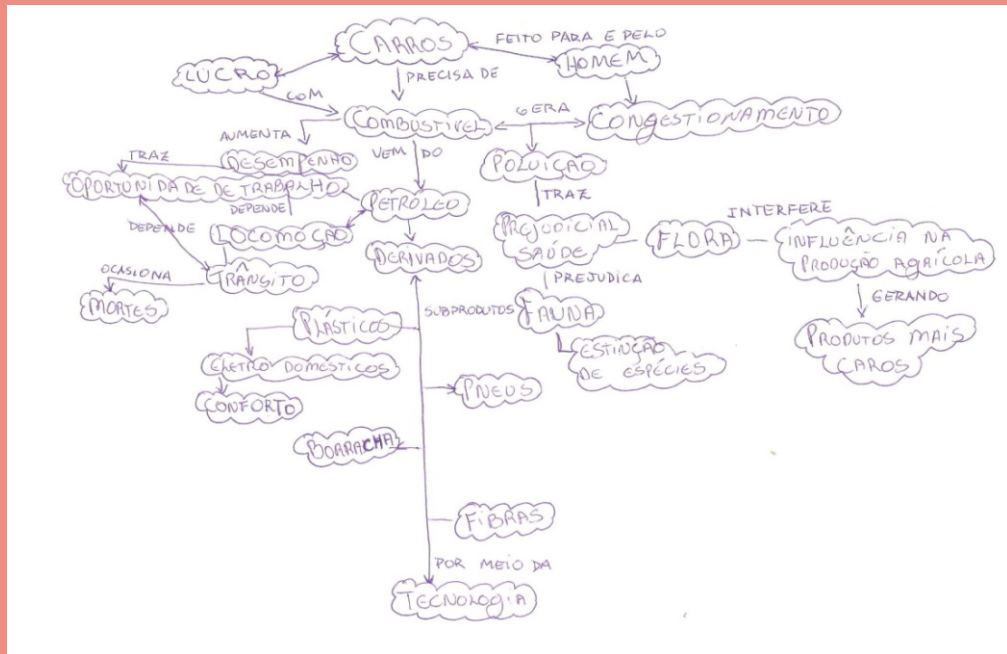 CARROS
FEITO PARA E PELO
LUCRO
HOMEM
PRECISA DE
COM
GERA
COMBUSTÍVEL
CONGESTIONAMENTO
AUMENTA
TRAZ
DESEMPENHO
VEM DO
POLUIÇÃO
OPORTUNIDADE DE TRABALHO
TRAZ
DEPENDE
PETRÓLEO
INTERFERE
DEPENDE
LOCOMOÇÃO
PREJUDICIAL
SAÚDE
FLORA
INFLUÊNCIA NA
PRODUÇÃO AGRÍCOLA
DERIVADOS
OCASIONA
TRÂNSITO
PREJUDICA
MORTES
GERANDO
SUBPRODUTOS
FAUNA
PLÁSTICOS
PRODUTOS MAIS
CAROS
ESTINÇÃO
DE ESPÉCIES
ELETRO DOMÉSTICOS
PNEUS
CONFORTO
BORRACHA
FIBRAS
POR MEIO DA
TECNOLOGIA